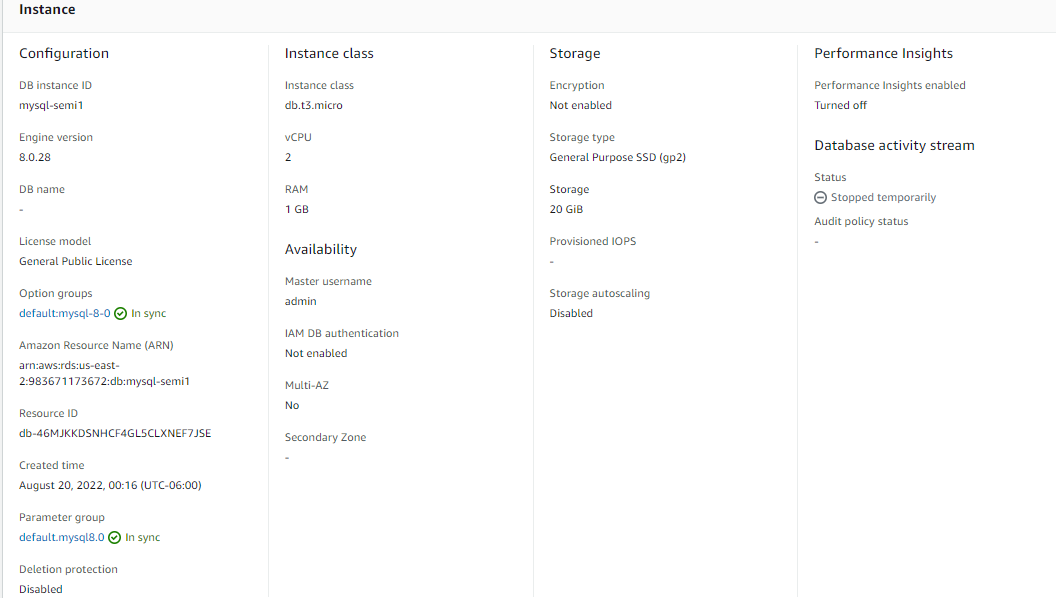 Instance
Configuration
DB instance ID
mysql-semi1
Engine version
8.0.28
DB name
-
License model
General Public License
Option groups
default:mysql-8-0 In sync
Amazon Resource Name (ARN)
arn:aws:rds:us-east-
2:983671173672:db:mysql-semi1
Resource ID
db-46MJKKDSNHCF4GL5CLXNEF7JSE
Created time
August 20, 2022, 00:16 (UTC-06:00)
Parameter group
default.mysql8.0 In sync
Deletion protection
Disabled
Instance class
Instance class
db.t3.micro
vCPU
2
RAM
1 GB
Availability
Master username
admin
IAM DB authentication
Not enabled
Multi-AZ
No
Secondary Zone
-
Storage
Encryption
Not enabled
Storage type
General Purpose SSD (gp2)
Storage
20 GiB
Provisioned IOPS
-
Storage autoscaling
Disabled
Performance Insights
Performance Insights enabled
Turned off
Database activity stream
Status
Stopped temporarily
Audit policy status
-